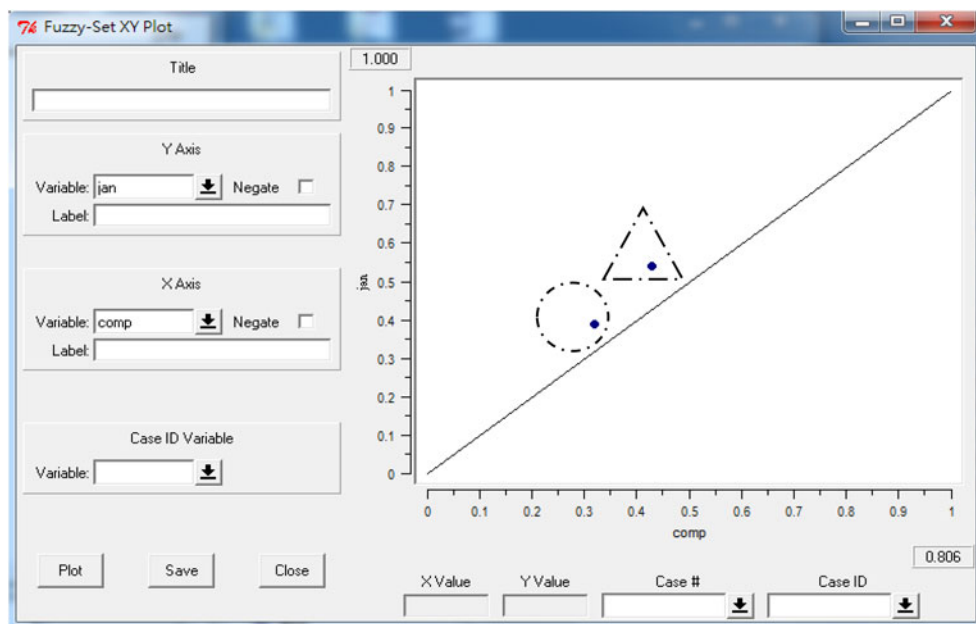 Fuzzy-Set XY Plot
Title
Y Axis
Variable: jan Negate
Label:
X Axis
Variable: comp Negate
Label:
Case ID Variable
Variable:
Plot Save Close
1.000
1
0.9
0.8
0.7
0.6
0.5
0.4
0.3
0.2
0.1
0
jan
0 0.1 0.2 0.3 0.4 0.5 0.6 0.7 0.8 0.9 1
comp
0.806
X Value Y Value Case # Case ID